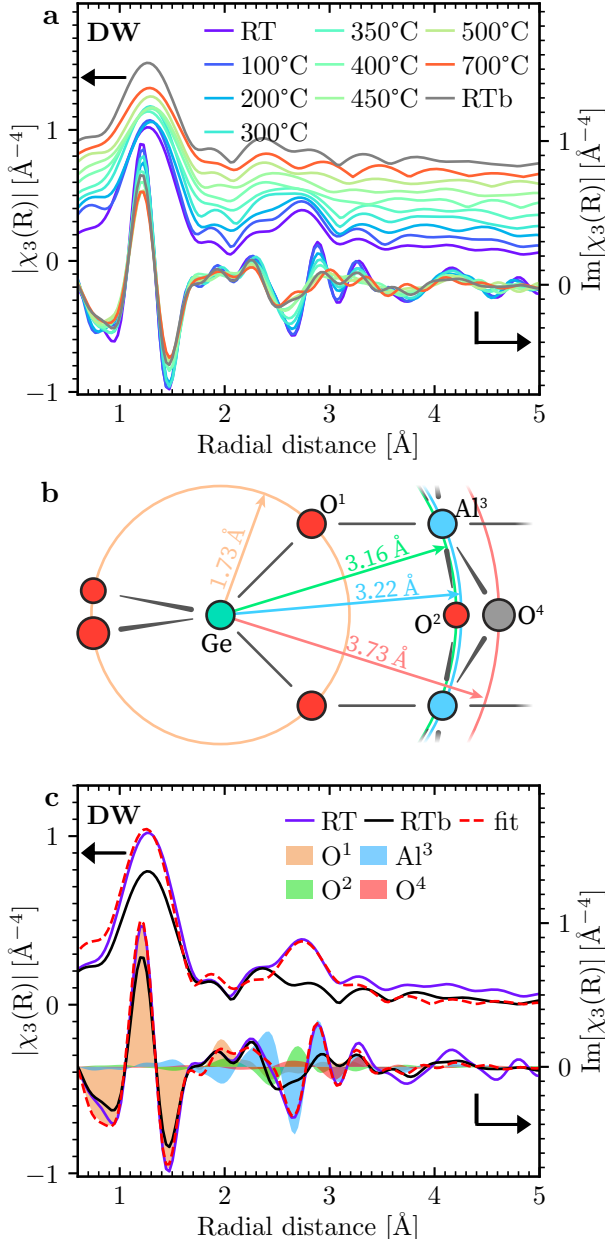 a DW
RT 350°C 500°C
100°C 400°C 700°C
200°C 450°C RTb
300°C
|χ₃(R)| [Å⁻⁴]
1
0
−1
Im[χ₃(R)] [Å⁻⁴]
1
0
1 2 3 4 5
Radial distance [Å]
b
O¹
Al³
1.73 Å
3.16 Å
3.22 Å
3.73 Å
Ge
O²
O⁴
c DW
RT RTb fit
O¹ Al³
O² O⁴
|χ₃(R)| [Å⁻⁴]
1
0
−1
Im[χ₃(R)] [Å⁻⁴]
1
0
1 2 3 4 5
Radial distance [Å]